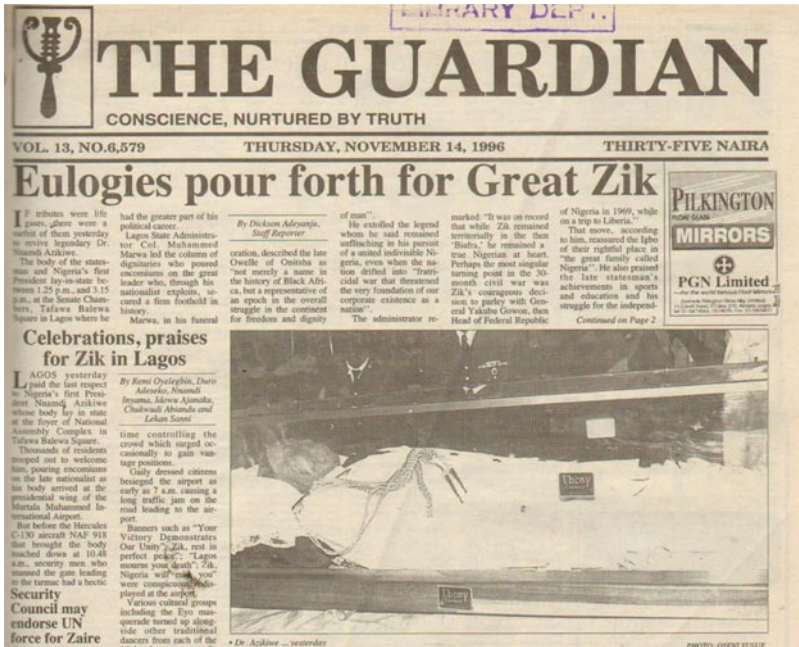 LIBRARY DEPT.
THE GUARDIAN
CONSCIENCE, NURTURED BY TRUTH
VOL. 13, NO.6,579 THURSDAY, NOVEMBER 14, 1996 THIRTY-FIVE NAIRA
Eulogies pour forth for Great Zik
IF tributes were life
gases, there were a
surfeit of them yesterday
to revive legendary Dr.
Nnamdi Azikiwe.
The body of the states-
man and Nigeria's first
President lay-in-state be-
tween 1.25 p.m., and 3.15
p.m., at the Senate Cham-
bers, Tafawa Balewa
Square in Lagos where he
had the greater part of his
political career.
Lagos State Administra-
tor Col. Muhammed
Marwa led the column of
dignitaries who poured
encomiums on the great
leader who, through his
nationalist exploits, se-
cured a firm foothold in
history.
Marwa, in his funeral
By Dickson Adeyanju,
Staff Reporter
oration, described the late
Owelle of Onitsha as
"not merely a name in
the history of Black Afri-
ca, but a representative of
an epoch in the overall
struggle in the continent
for freedom and dignity
of man".
He extolled the legend
whom he said remained
unflinching in his pursuit
of a united indivisible Ni-
geria, even when the na-
tion drifted into "fratri-
cidal war that threatened
the very foundation of our
corporate existence as a
nation".
The administrator re-
marked: "It was on record
that while Zik remained
territorially in the then
'Biafra,' he remained a
true Nigerian at heart.
Perhaps the most singular
turning point in the 30-
month civil war was
Zik's courageous deci-
sion to parley with Gen-
eral Yakubu Gowon, then
Head of Federal Republic
of Nigeria in 1969, while
on a trip to Liberia."
That move, according
to him, reassured the Igbo
of their rightful place in
"the great family called
Nigeria". He also praised
the late statesman's
achievements in sports
and education and his
struggle for the independ-
Continued on Page 2
PILKINGTON
FLOAT GLASS
MIRRORS
PGN Limited
Celebrations, praises
for Zik in Lagos
LAGOS yesterday
paid the last respect
to Nigeria's first Presi-
dent Nnamdi Azikiwe
whose body lay in state
at the foyer of National
Assembly Complex in
Tafawa Balewa Square.
Thousands of residents
trooped out to welcome
him, pouring encomiums
on the late nationalist as
his body arrived at the
presidential wing of the
Murtala Muhammed In-
ternational Airport.
But before the Hercules
C-130 aircraft NAF 918
that brought the body
touched down at 10.48
a.m., security men who
manned the gate leading
to the tarmac had a hectic
By Remi Oyelegbin, Duro
Adeseko, Nnamdi
Inyama, Idowu Ajanaku,
Chukwudi Abiandu and
Lekan Sanni
time controlling the
crowd which surged oc-
casionally to gain van-
tage positions.
Gaily dressed citizens
besieged the airport as
early as 7 a.m. causing a
long traffic jam on the
road leading to the air-
port.
Banners such as "Your
Victory Demonstrates
Our Unity"; Zik, rest in
perfect peace"; "Lagos
mourns your death"; Zik,
Nigeria will miss you"
were conspicuously dis-
played at the airport.
Various cultural groups
including the Eyo mas-
querade turned up along-
side other traditional
dancers from each of the
Security
Council may
endorse UN
force for Zaire
Ebony
Ebony
• Dr. Azikiwe ... yesterday
PHOTO: OSENI YUSUF